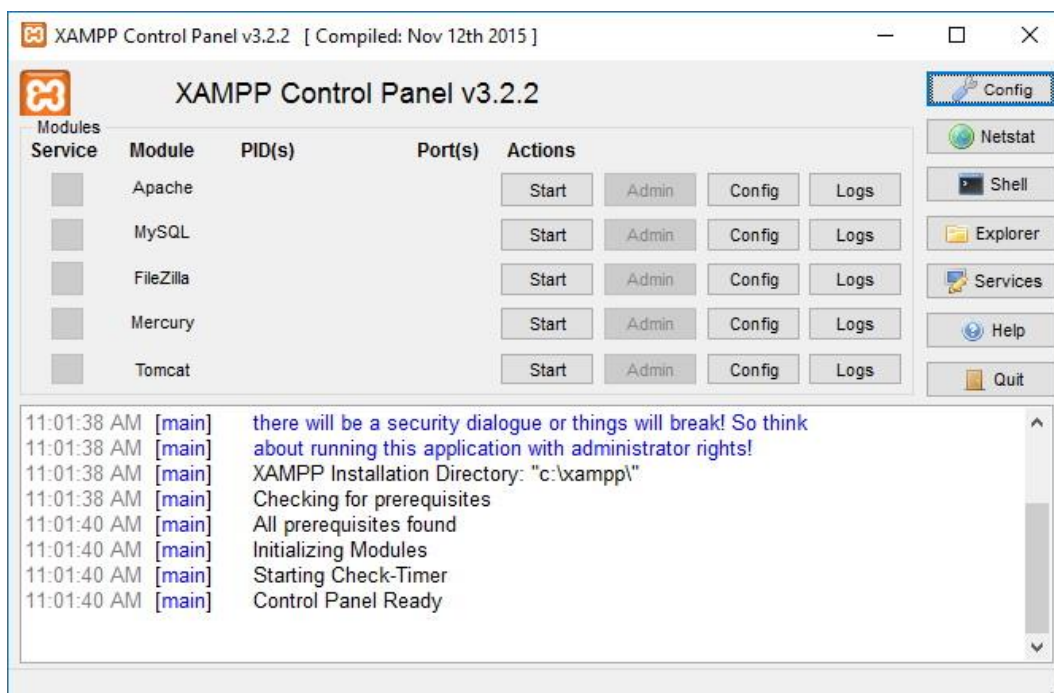 XAMPP Control Panel v3.2.2 [ Compiled: Nov 12th 2015 ]
XAMPP Control Panel v3.2.2
Config
Netstat
Shell
Explorer
Services
Help
Quit
Modules
Service Module PID(s) Port(s) Actions
Apache Start Admin Config Logs
MySQL Start Admin Config Logs
FileZilla Start Admin Config Logs
Mercury Start Admin Config Logs
Tomcat Start Admin Config Logs
11:01:38 AM [main] there will be a security dialogue or things will break! So think
11:01:38 AM [main] about running this application with administrator rights!
11:01:38 AM [main] XAMPP Installation Directory: "c:\xampp\"
11:01:38 AM [main] Checking for prerequisites
11:01:40 AM [main] All prerequisites found
11:01:40 AM [main] Initializing Modules
11:01:40 AM [main] Starting Check-Timer
11:01:40 AM [main] Control Panel Ready